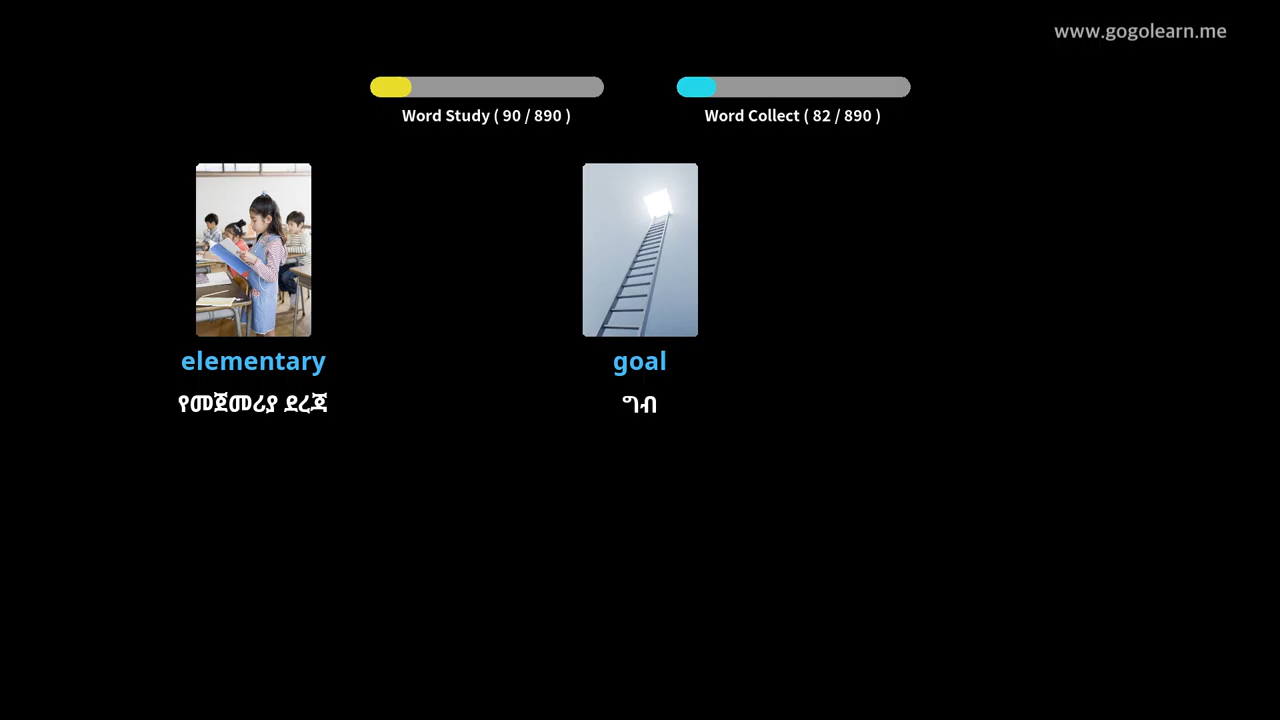 www.gogolearn.me
Word Study ( 90 / 890 )
Word Collect ( 82 / 890 )
elementary
የመጀመሪያ ደረጃ
goal
ግብ